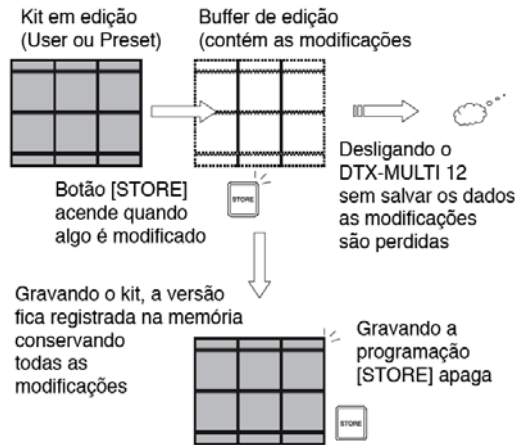 Kit em edição
(User ou Preset)
Buffer de edição
(contém as modificações
Botão [STORE]
acende quando
algo é modificado
STORE
Desligando o
DTX-MULTI 12
sem salvar os dados
as modificações
são perdidas
Gravando o kit, a versão
fica registrada na memória
conservando
todas as
modificações
Gravando a
programação
[STORE] apaga
STORE